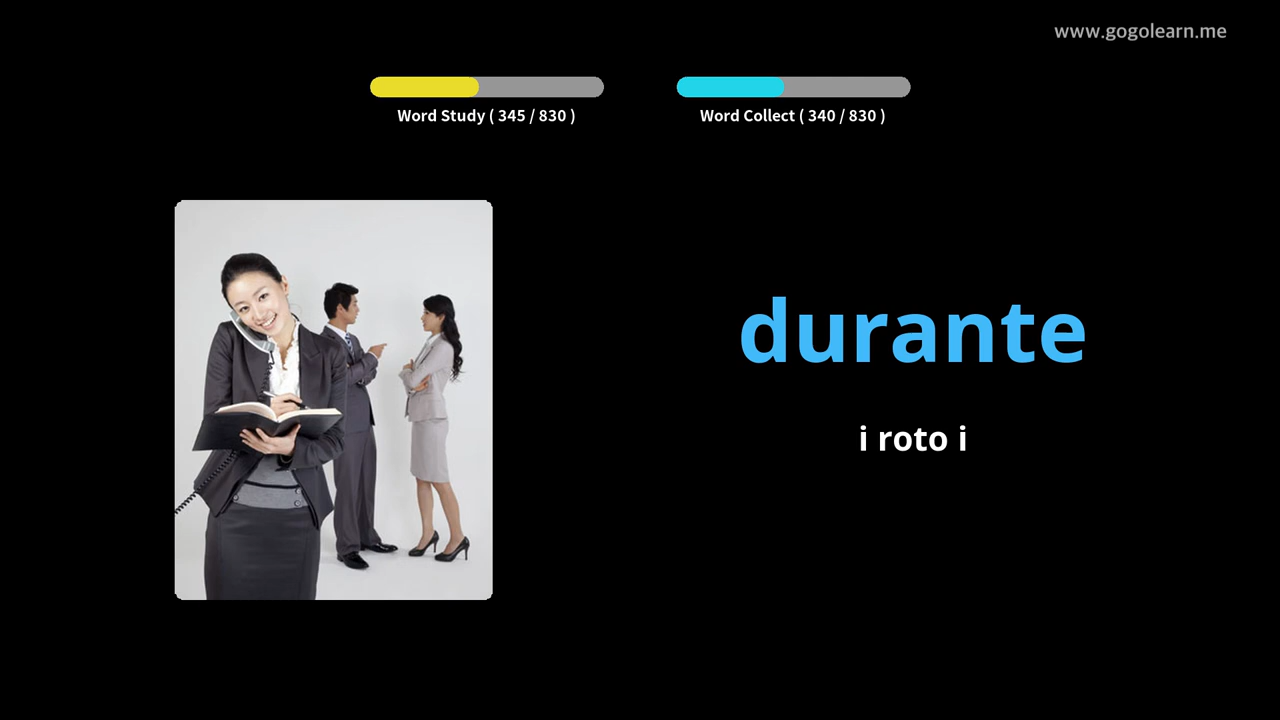 www.gogolearn.me
Word Study ( 345 / 830 )
Word Collect ( 340 / 830 )
durante
i roto i